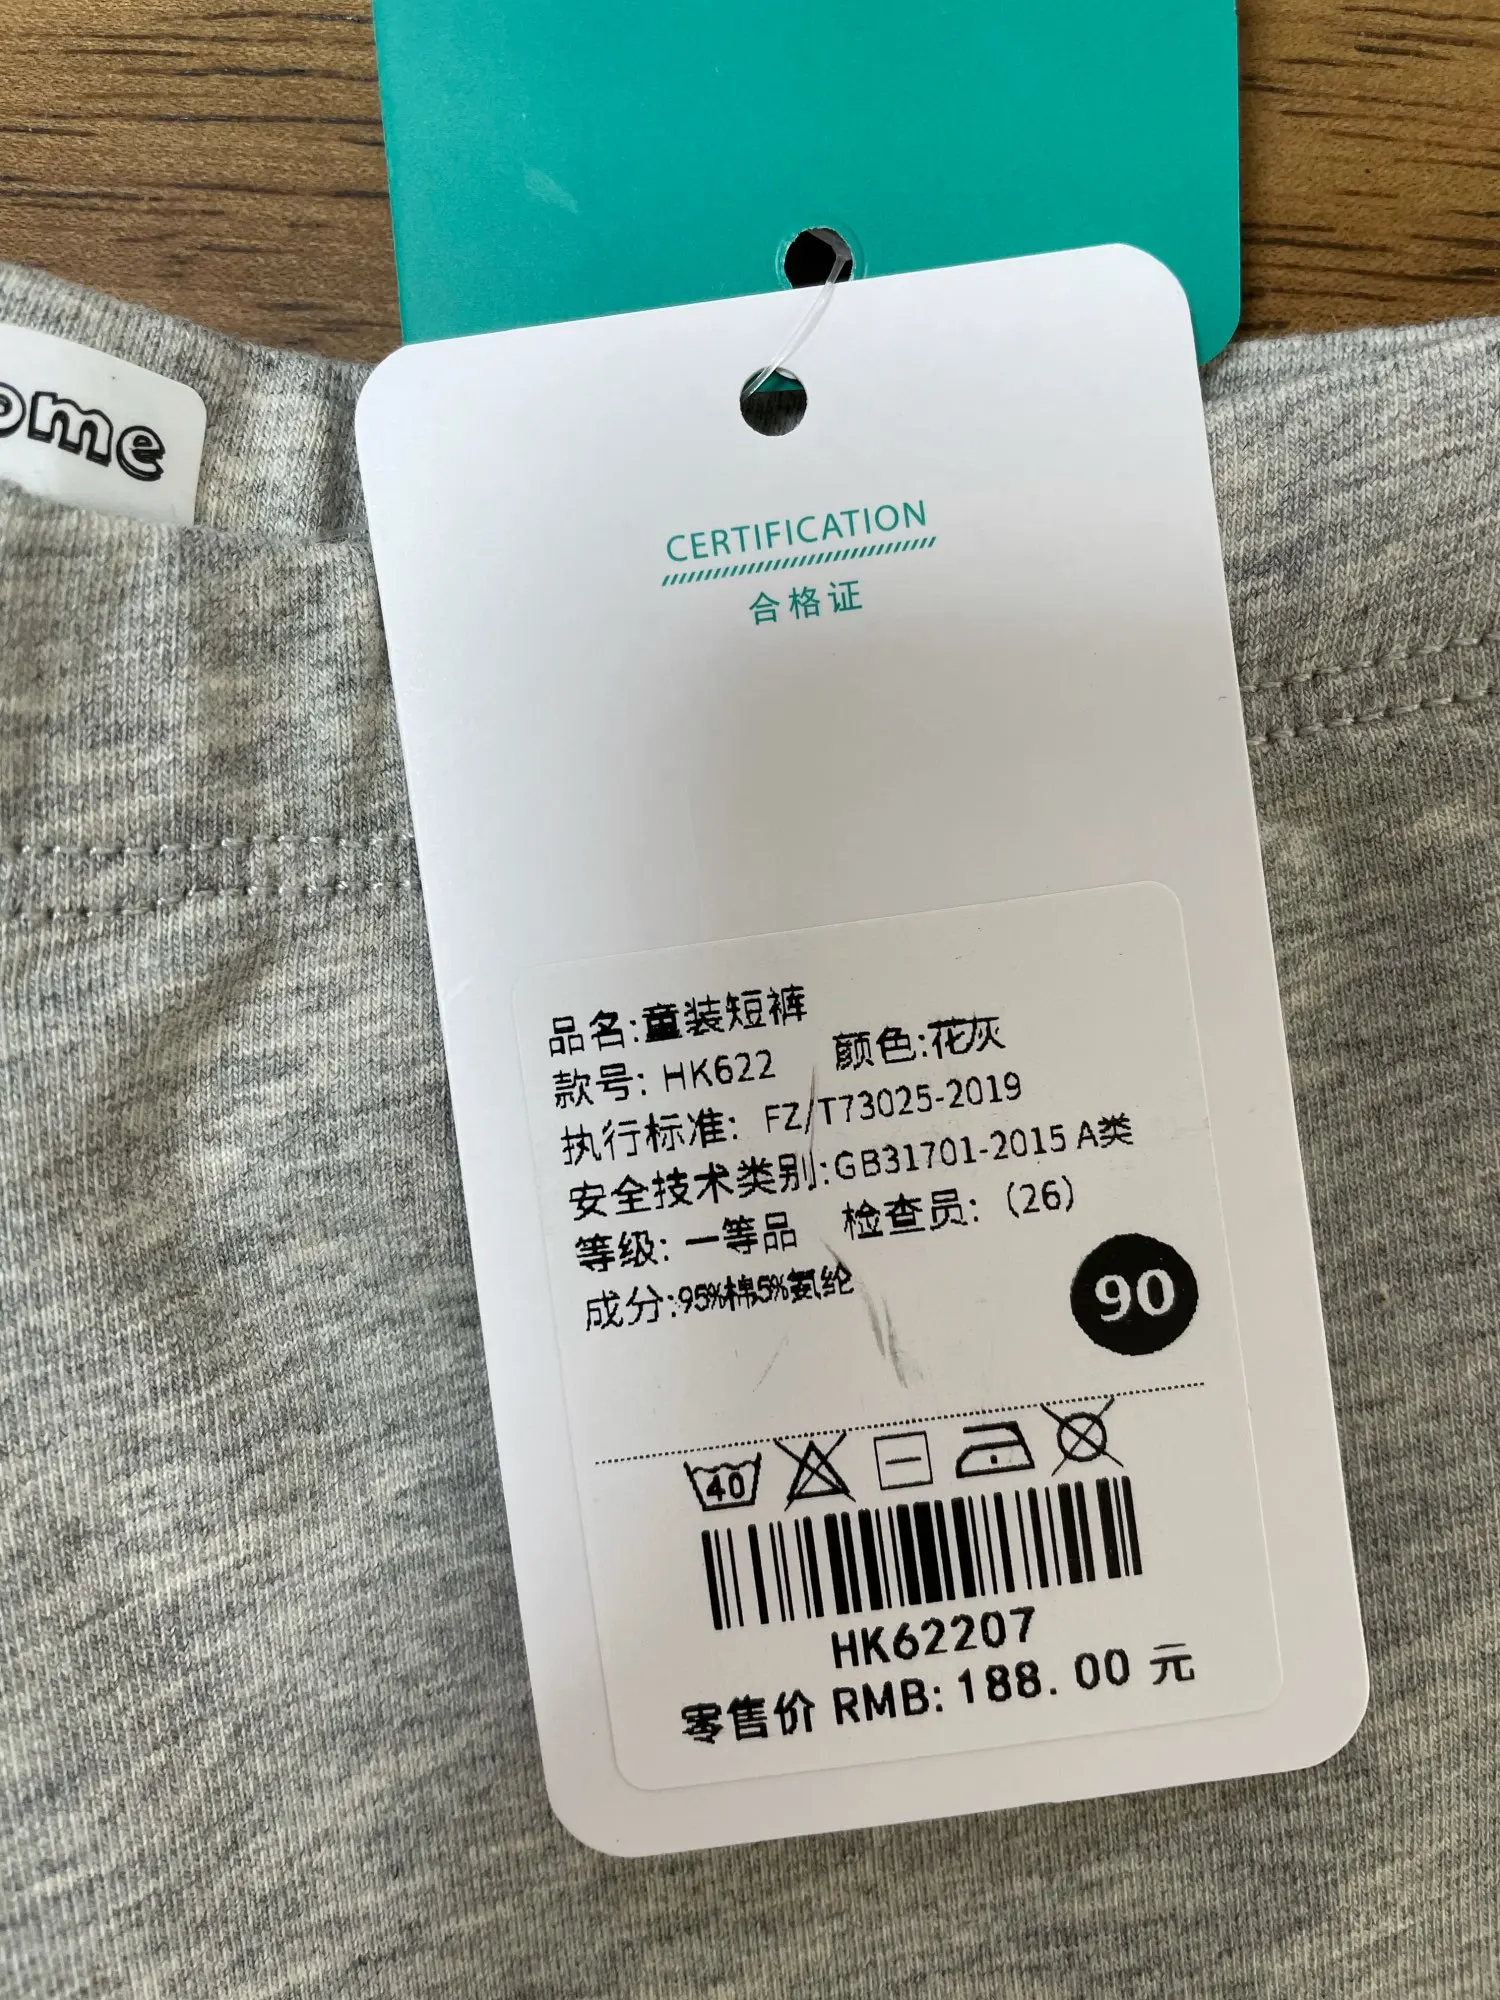 ome
CERTIFICATION
合格证
品名:童装短裤
款号: HK622 颜色:花灰
执行标准: FZ/T73025-2019
安全技术类别:GB31701-2015 A类
等级: 一等品 检查员: (26)
成分:95%棉5%氨纶
90
40
HK62207
零售价 RMB: 188.00 元